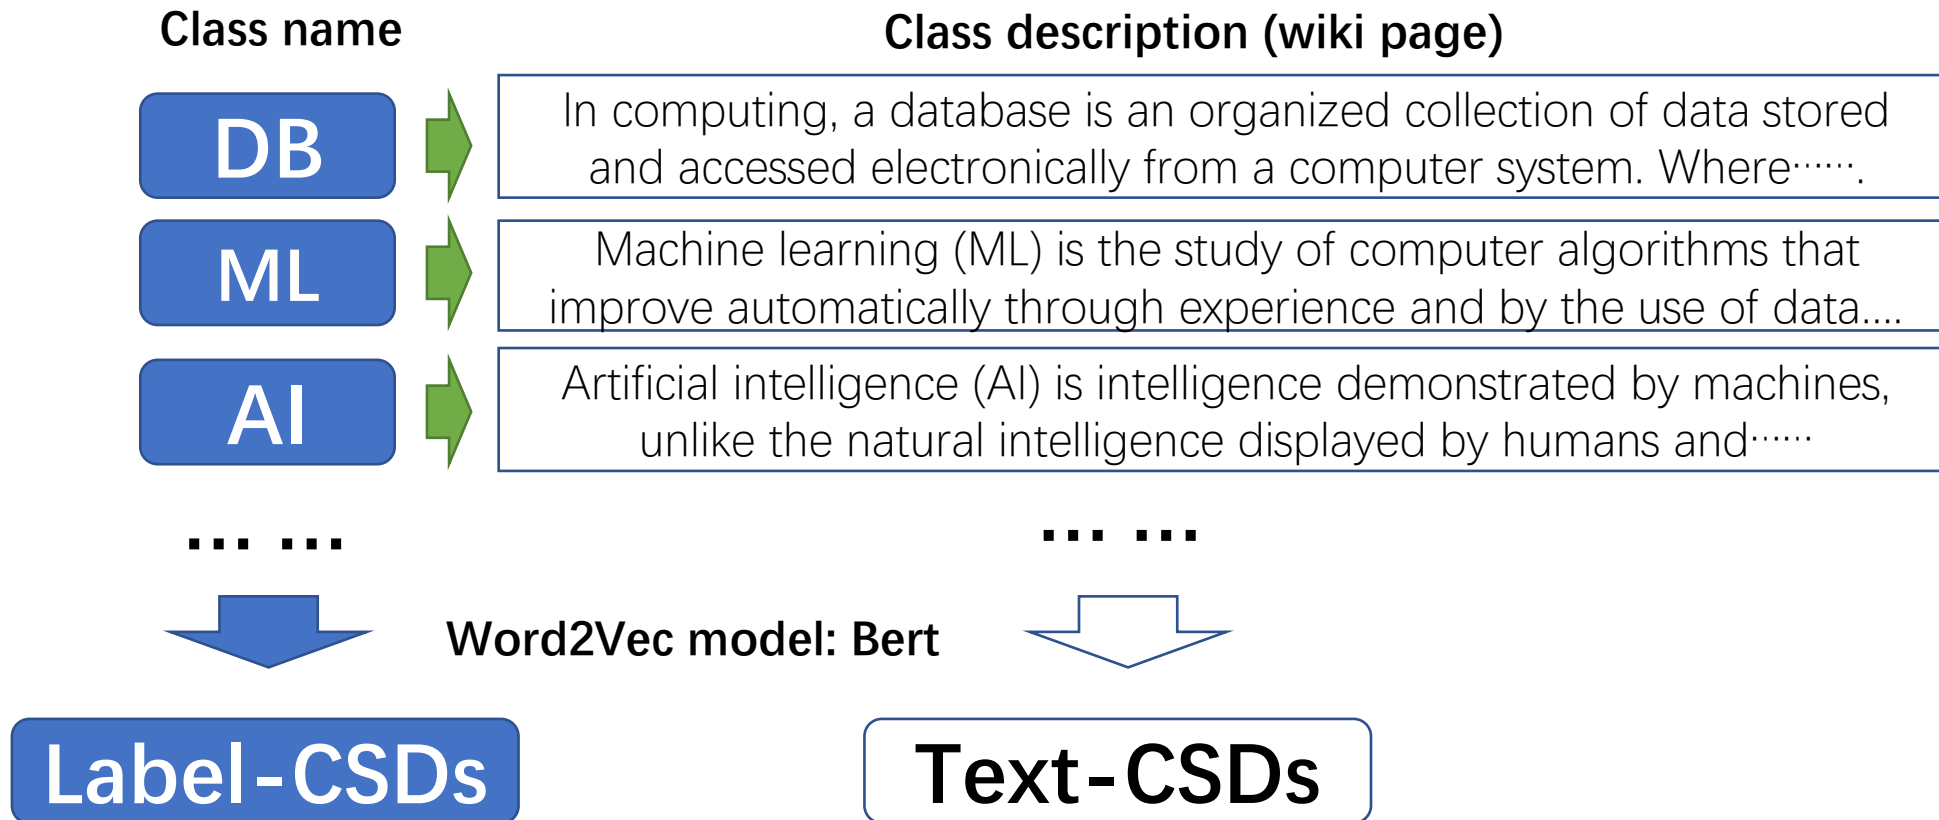 Class name
Class description (wiki page)
DB
In computing, a database is an organized collection of data stored
and accessed electronically from a computer system. Where⋯⋯.
ML
Machine learning (ML) is the study of computer algorithms that
improve automatically through experience and by the use of data....
AI
Artificial intelligence (AI) is intelligence demonstrated by machines,
unlike the natural intelligence displayed by humans and⋯⋯
... ...
... ...
Word2Vec model: Bert
Label-CSDs
Text-CSDs